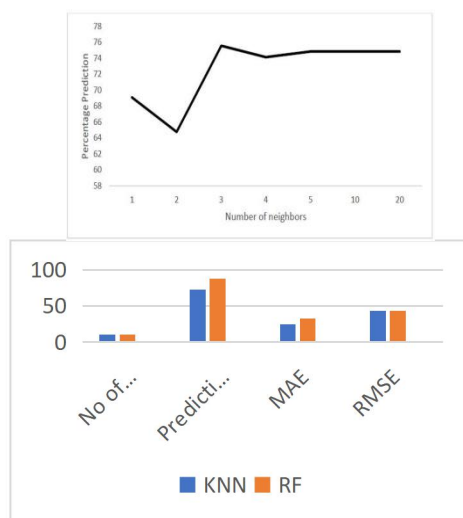 Percentage Prediction
78
76
74
72
70
68
66
64
62
60
58
1 2 3 4 5 10 20
Number of neighbors
100
50
0
No of...
Predicti...
MAE
RMSE
KNN RF